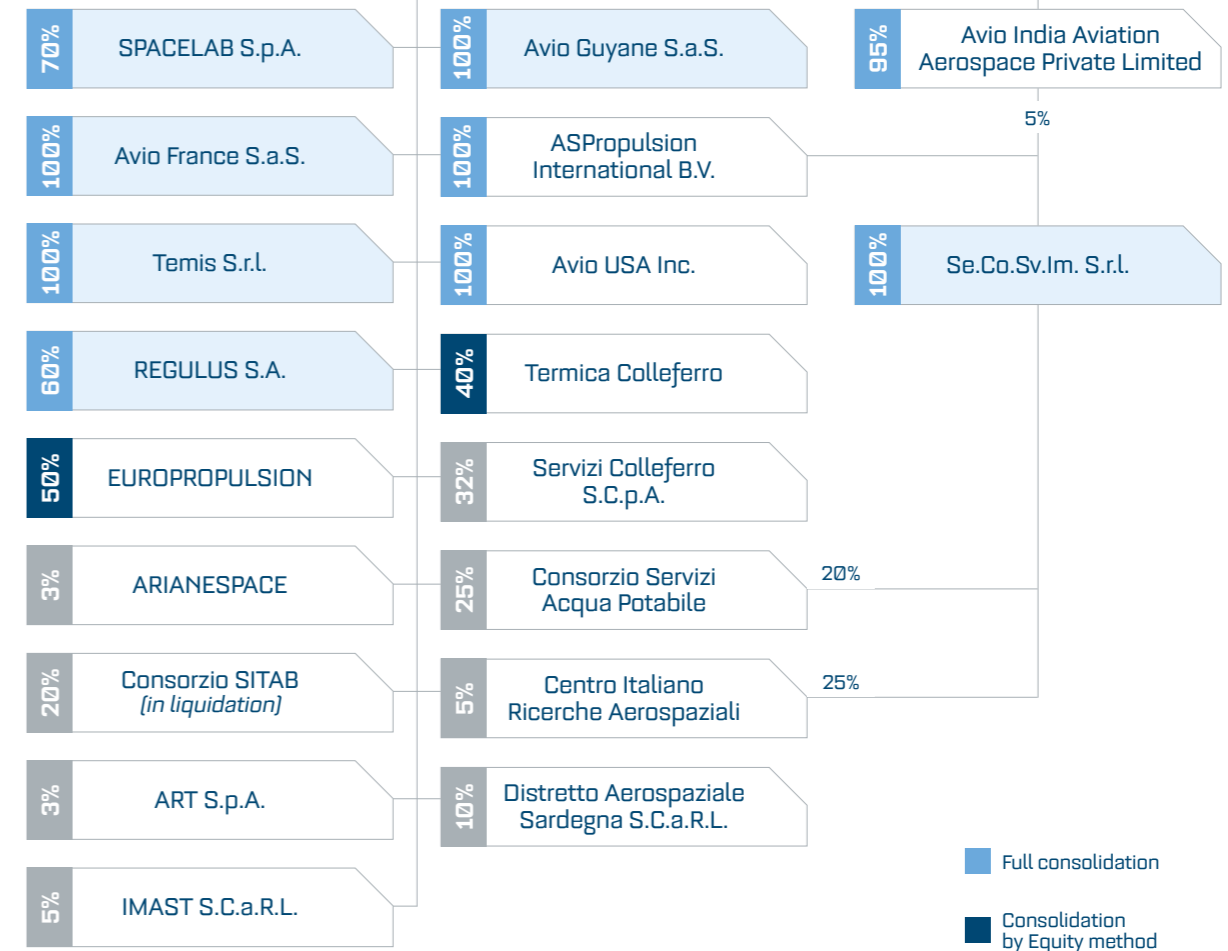 70%
SPACELAB S.p.A.
100%
Avio Guyane S.a.S.
95%
Avio India Aviation
Aerospace Private Limited
5%
100%
Avio France S.a.S.
100%
ASPropulsion
International B.V.
100%
Temis S.r.l.
100%
Avio USA Inc.
100%
Se.Co.Sv.Im. S.r.l.
60%
REGULUS S.A.
40%
Termica Colleferro
50%
EUROPROPULSION
32%
Servizi Colleferro
S.C.p.A.
3%
ARIANESPACE
25%
Consorzio Servizi
Acqua Potabile
20%
20%
Consorzio SITAB
(in liquidation)
5%
Centro Italiano
Ricerche Aerospaziali
25%
3%
ART S.p.A.
10%
Distretto Aerospaziale
Sardegna S.C.a.R.L.
5%
IMAST S.C.a.R.L.
Full consolidation
Consolidation
by Equity method